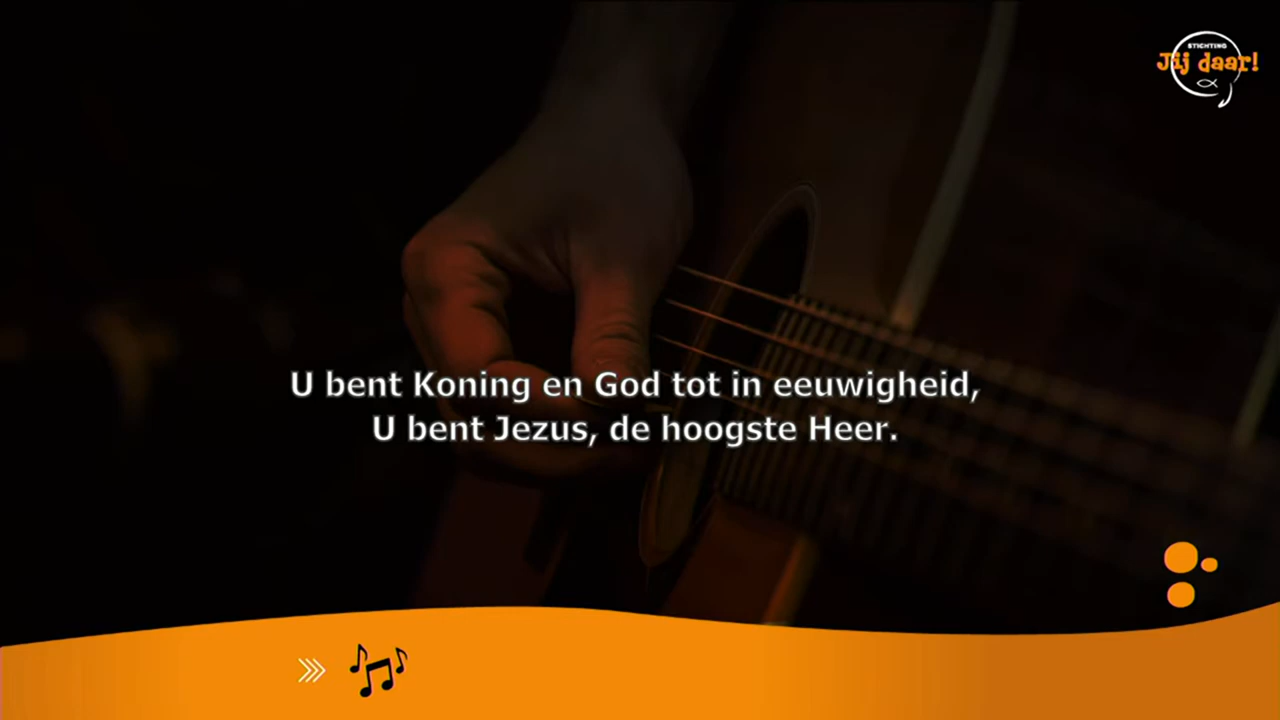 STICHTING
Jij daar!
U bent Koning en God tot in eeuwigheid,
U bent Jezus, de hoogste Heer.